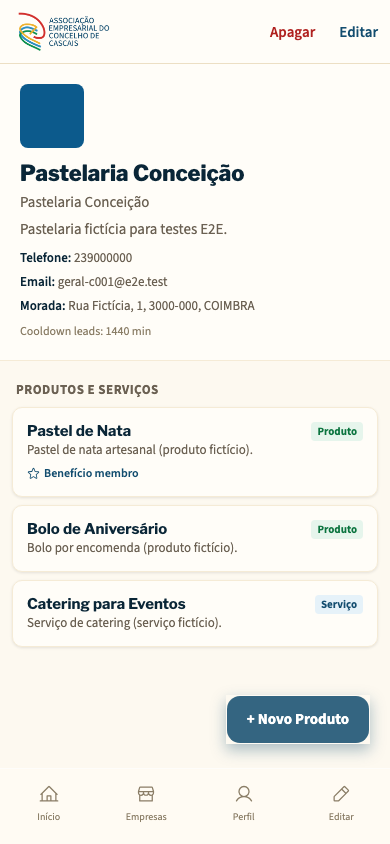 ASSOCIAÇÃO
EMPRESARIAL DO
CONCELHO DE
CASCAIS
Apagar
Editar
Pastelaria Conceição
Pastelaria Conceição
Pastelaria fictícia para testes E2E.
Telefone: 239000000
Email: geral-c001@e2e.test
Morada: Rua Fictícia, 1, 3000-000, COIMBRA
Cooldown leads: 1440 min
PRODUTOS E SERVIÇOS
Pastel de Nata
Produto
Pastel de nata artesanal (produto fictício).
Benefício membro
Bolo de Aniversário
Produto
Bolo por encomenda (produto fictício).
Catering para Eventos
Serviço
Serviço de catering (serviço fictício).
+ Novo Produto
Início
Empresas
Perfil
Editar